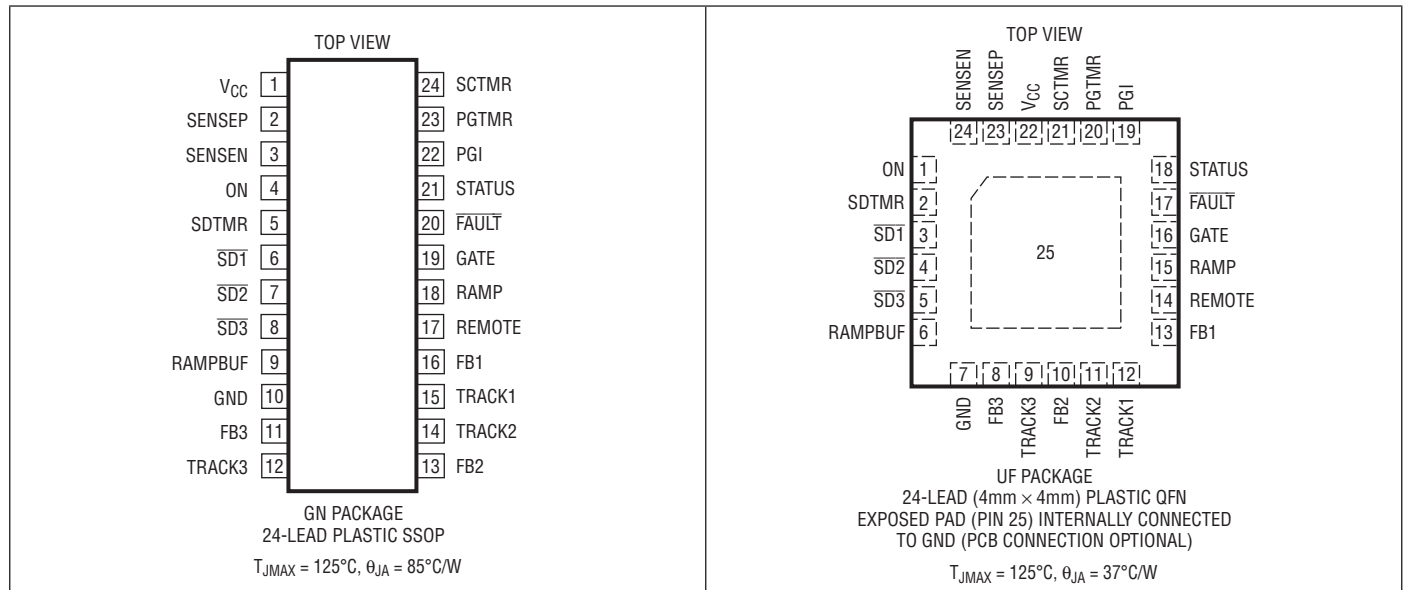 TOP VIEW
VCC 1
SENSEP 2
SENSEN 3
ON 4
SDTMR 5
SD1 6
SD2 7
SD3 8
RAMPBUF 9
GND 10
FB3 11
TRACK3 12
24 SCTMR
23 PGTMR
22 PGI
21 STATUS
20 FAULT
19 GATE
18 RAMP
17 REMOTE
16 FB1
15 TRACK1
14 TRACK2
13 FB2
GN PACKAGE
24-LEAD PLASTIC SSOP
TJMAX = 125°C, θJA = 85°C/W
TOP VIEW
SENSEN
SENSEP
VCC
SCTMR
PGTMR
PGI
24 23 22 21 20 19
ON 1
SDTMR 2
SD1 3
SD2 4
SD3 5
RAMPBUF 6
25
18 STATUS
17 FAULT
16 GATE
15 RAMP
14 REMOTE
13 FB1
7 8 9 10 11 12
GND
FB3
TRACK3
FB2
TRACK2
TRACK1
UF PACKAGE
24-LEAD (4mm × 4mm) PLASTIC QFN
EXPOSED PAD (PIN 25) INTERNALLY CONNECTED
TO GND (PCB CONNECTION OPTIONAL)
TJMAX = 125°C, θJA = 37°C/W